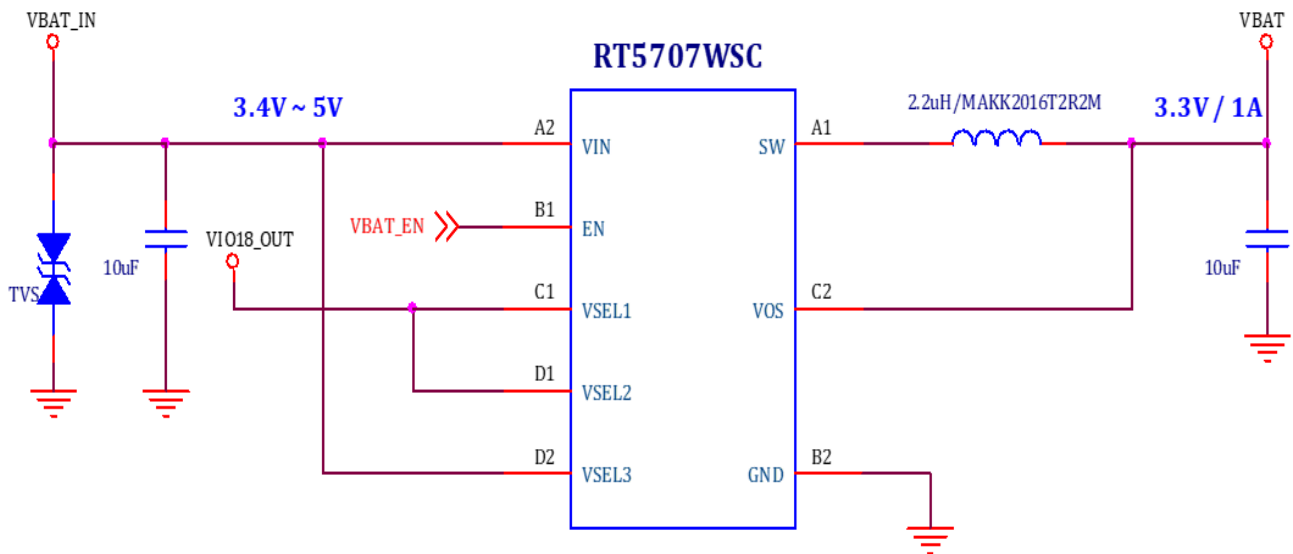 VBAT_IN
VBAT
RT5707WSC
3.4V ~ 5V
2.2uH/MAKK2016T2R2M
3.3V / 1A
A2
VIN
SW
A1
VBAT_EN
B1
EN
VIO18_OUT
10uF
TVS
10uF
C1
VSEL1
VOS
C2
D1
VSEL2
D2
VSEL3
GND
B2